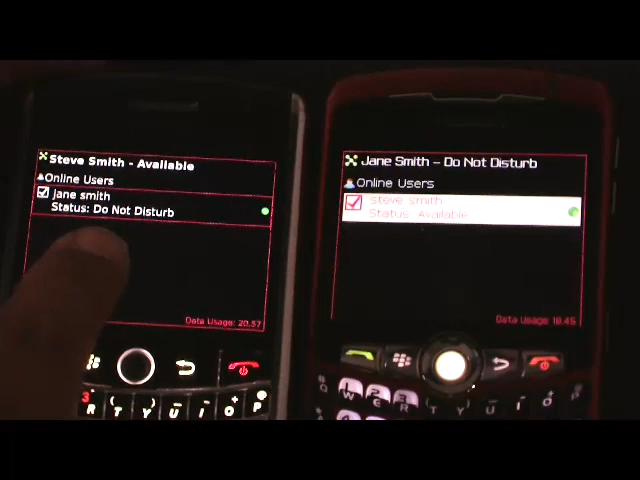 Steve Smith - Available
Online Users
Jane smith
Status: Do Not Disturb
Data Usage: 20.57
3
R
T
Y
U
I
O
P
Jane Smith – Do Not Disturb
Online Users
Steve smith
Status: Available
Data Usage: 18.45
Q
W
E
R
T
Y
U
I
O
P